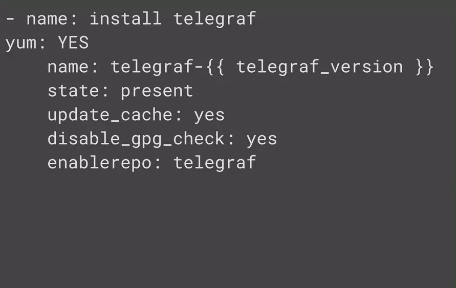 - name: install telegraf
yum: YES
    name: telegraf-{{ telegraf_version }}
    state: present
    update_cache: yes
    disable_gpg_check: yes
    enablerepo: telegraf